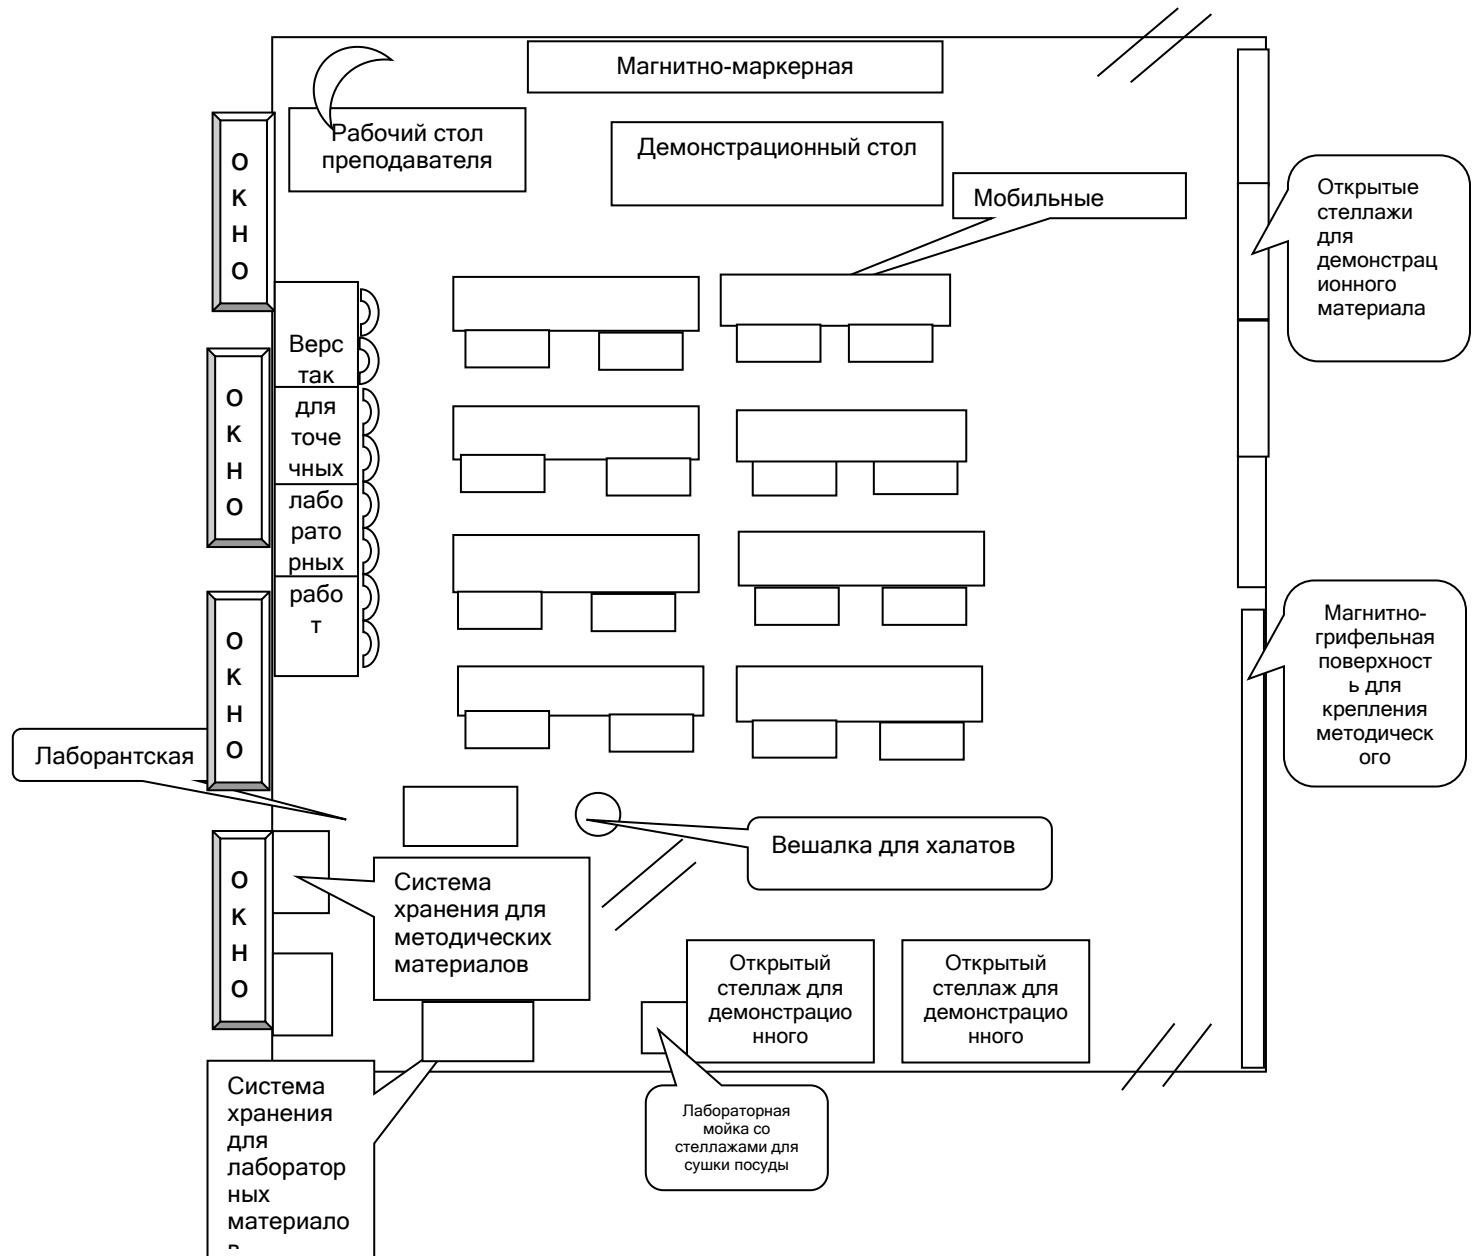 Магнитно-маркерная
Рабочий стол
преподавателя
Демонстрационный стол
Мобильные
Открытые
стеллажи
для
демонстрац
ионного
материала
О
К
Н
О
Верс
так
для
точе
чных
лабо
рато
рных
рабо
т
О
К
Н
О
О
К
Н
О
Магнитно-
грифельная
поверхност
ь для
крепления
методическ
ого
Лаборантская
Вешалка для халатов
О
К
Н
О
Система
хранения для
методических
материалов
Открытый
стеллаж для
демонстрацио
нного
Открытый
стеллаж для
демонстрацио
нного
Система
хранения
для
лаборатор
ных
материало
в
Лабораторная
мойка со
стеллажами для
сушки посуды